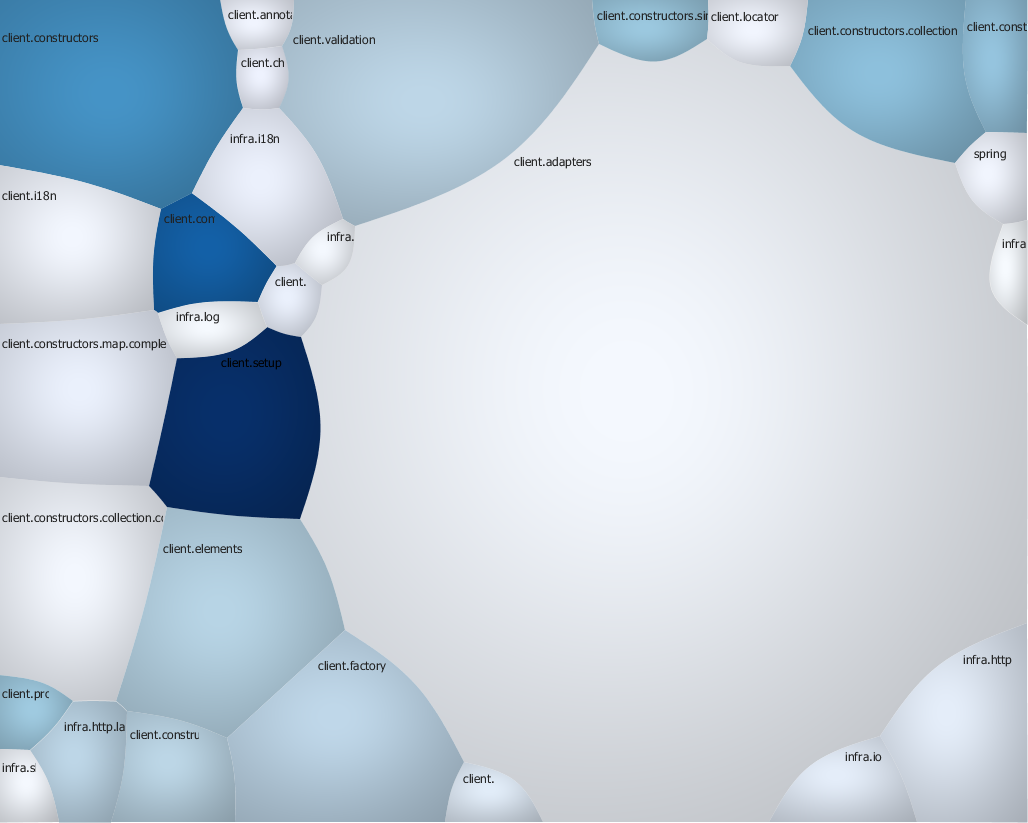 client.annota
client.constructors.sin
client.locator
client.const
client.constructors.collection
client.constructors
client.validation
client.ch
infra.i18n
spring
client.adapters
client.i18n
client.con
infra.
infra
client.
infra.log
client.constructors.map.comple
client.setup
client.constructors.collection.co
client.elements
infra.http
client.factory
client.pro
infra.http.la
client.constru
infra.io
infra.sl
client.